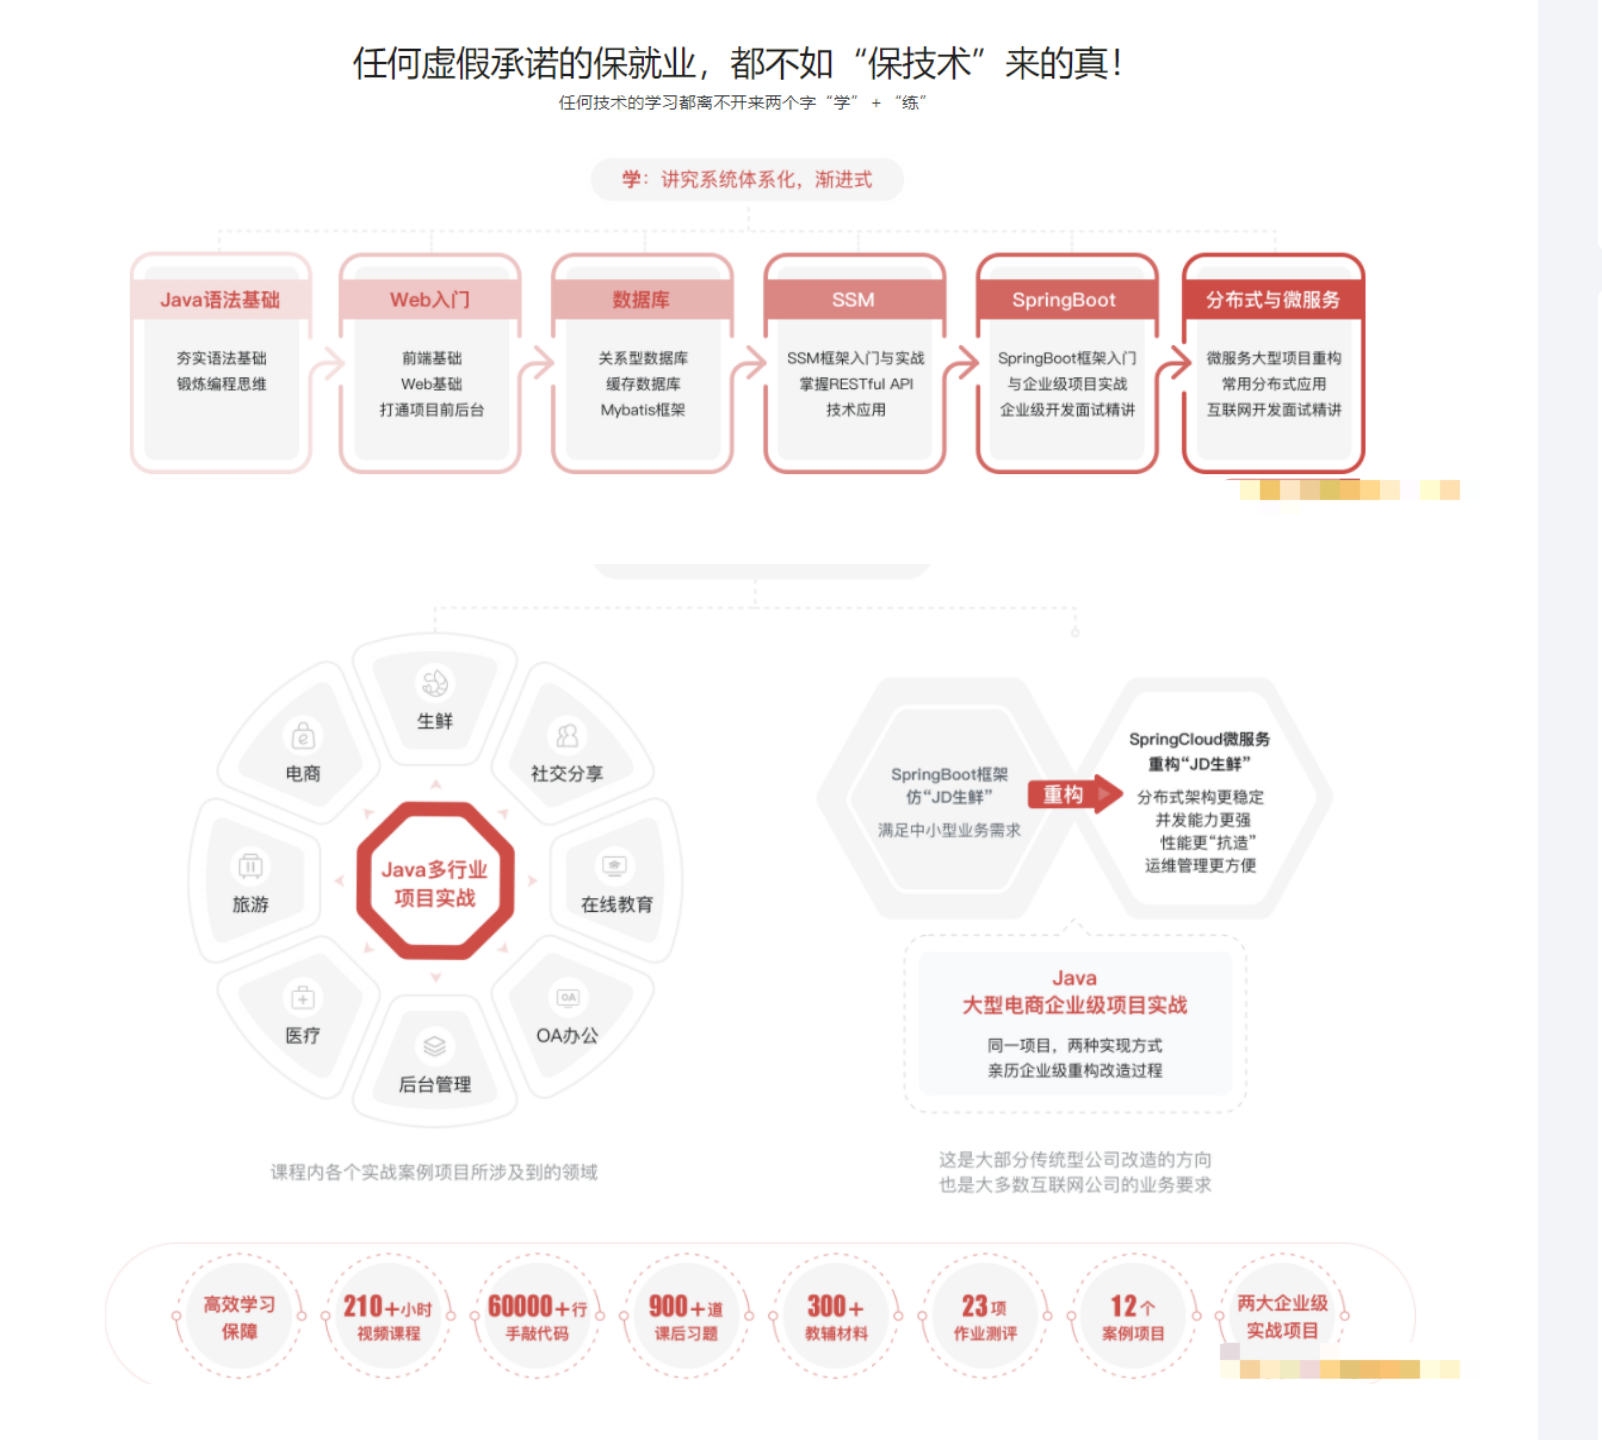 任何虚假承诺的保就业，都不如“保技术”来的真！
任何技术的学习都离不开来两个字“学” + “练”
学：讲究系统体系化，渐进式
Java语法基础
夯实语法基础
锻炼编程思维
Web入门
前端基础
Web基础
打通项目前后台
数据库
关系型数据库
缓存数据库
Mybatis框架
SSM
SSM框架入门与实战
掌握RESTful API
技术应用
SpringBoot
SpringBoot框架入门
与企业级项目实战
企业级开发面试精讲
分布式与微服务
微服务大型项目重构
常用分布式应用
互联网开发面试精讲
生鲜
社交分享
在线教育
OA
OA办公
后台管理
医疗
旅游
电商
Java多行业
项目实战
课程内各个实战案例项目所涉及到的领域
SpringBoot框架
仿“JD生鲜”
满足中小型业务需求
重构
SpringCloud微服务
重构“JD生鲜”
分布式架构更稳定
并发能力更强
性能更“抗造”
运维管理更方便
Java
大型电商企业级项目实战
同一项目，两种实现方式
亲历企业级重构改造过程
这是大部分传统型公司改造的方向
也是大多数互联网公司的业务要求
高效学习
保障
210+小时
视频课程
60000+行
手敲代码
900+道
课后习题
300+
教辅材料
23项
作业测评
12个
案例项目
两大企业级
实战项目